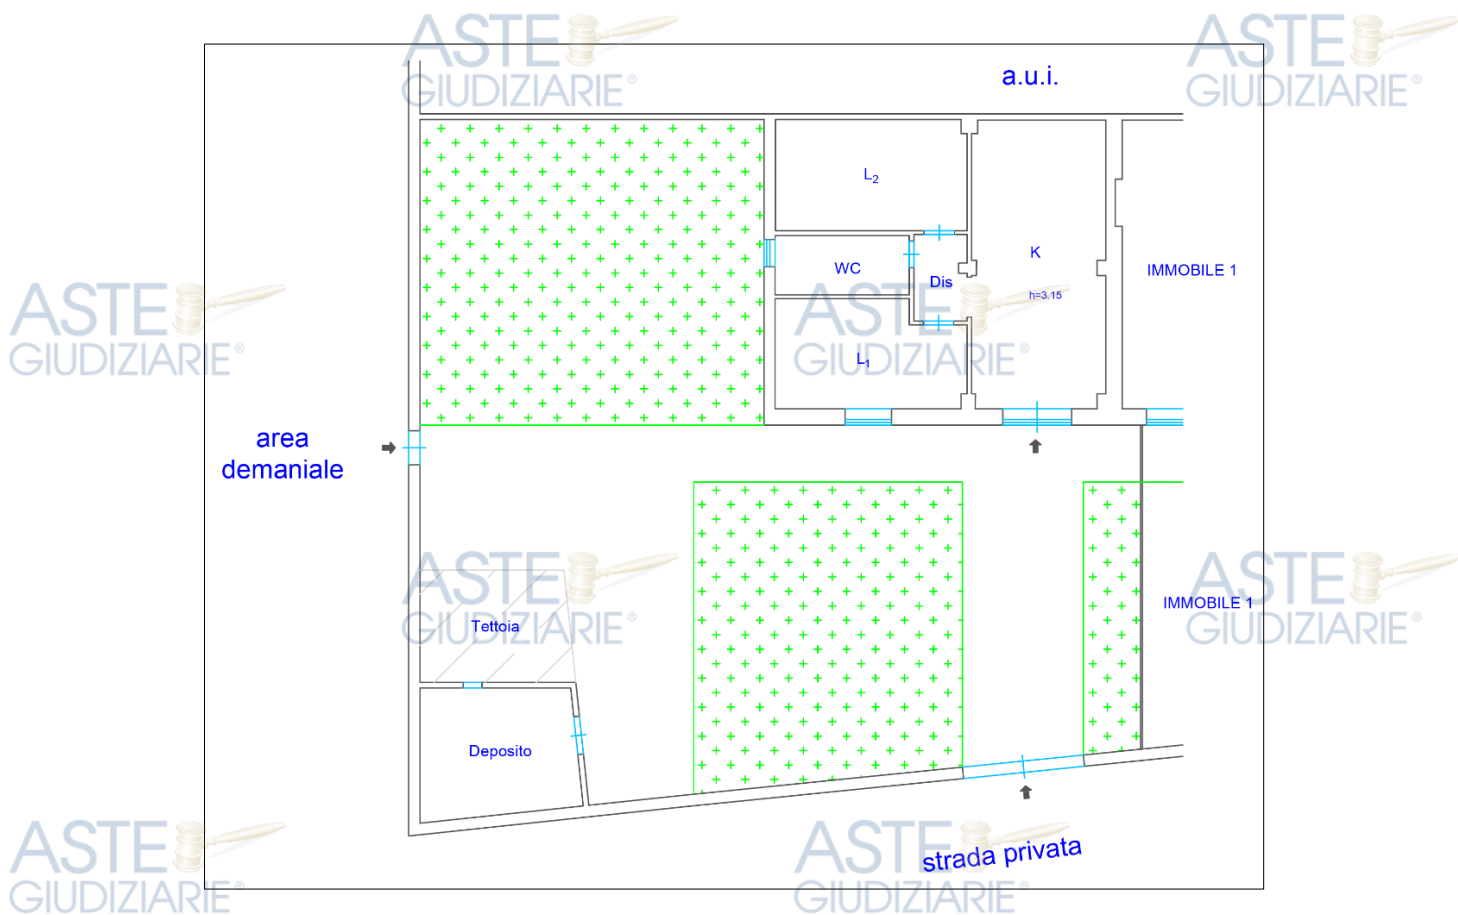 ASTE
GIUDIZIARIE®
ASTE
GIUDIZIARIE®
a.u.i.
L2
K
WC
Dis
h=3.15
IMMOBILE 1
ASTE
GIUDIZIARIE®
ASTE
GIUDIZIARIE®
L1
area
demaniale
ASTE
GIUDIZIARIE®
ASTE
GIUDIZIARIE®
Tettoia
IMMOBILE 1
Deposito
strada privata
ASTE
GIUDIZIARIE®
ASTE
GIUDIZIARIE®